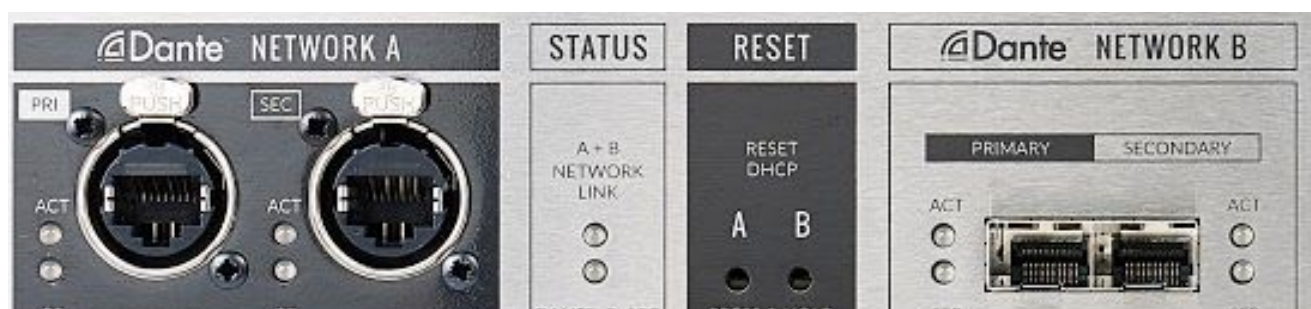 Dante NETWORK A
STATUS
RESET
Dante NETWORK B
PRI
PUSH
SEC
PUSH
ACT
ACT
A + B
NETWORK
LINK
RESET
DHCP
A B
PRIMARY SECONDARY
ACT
ACT